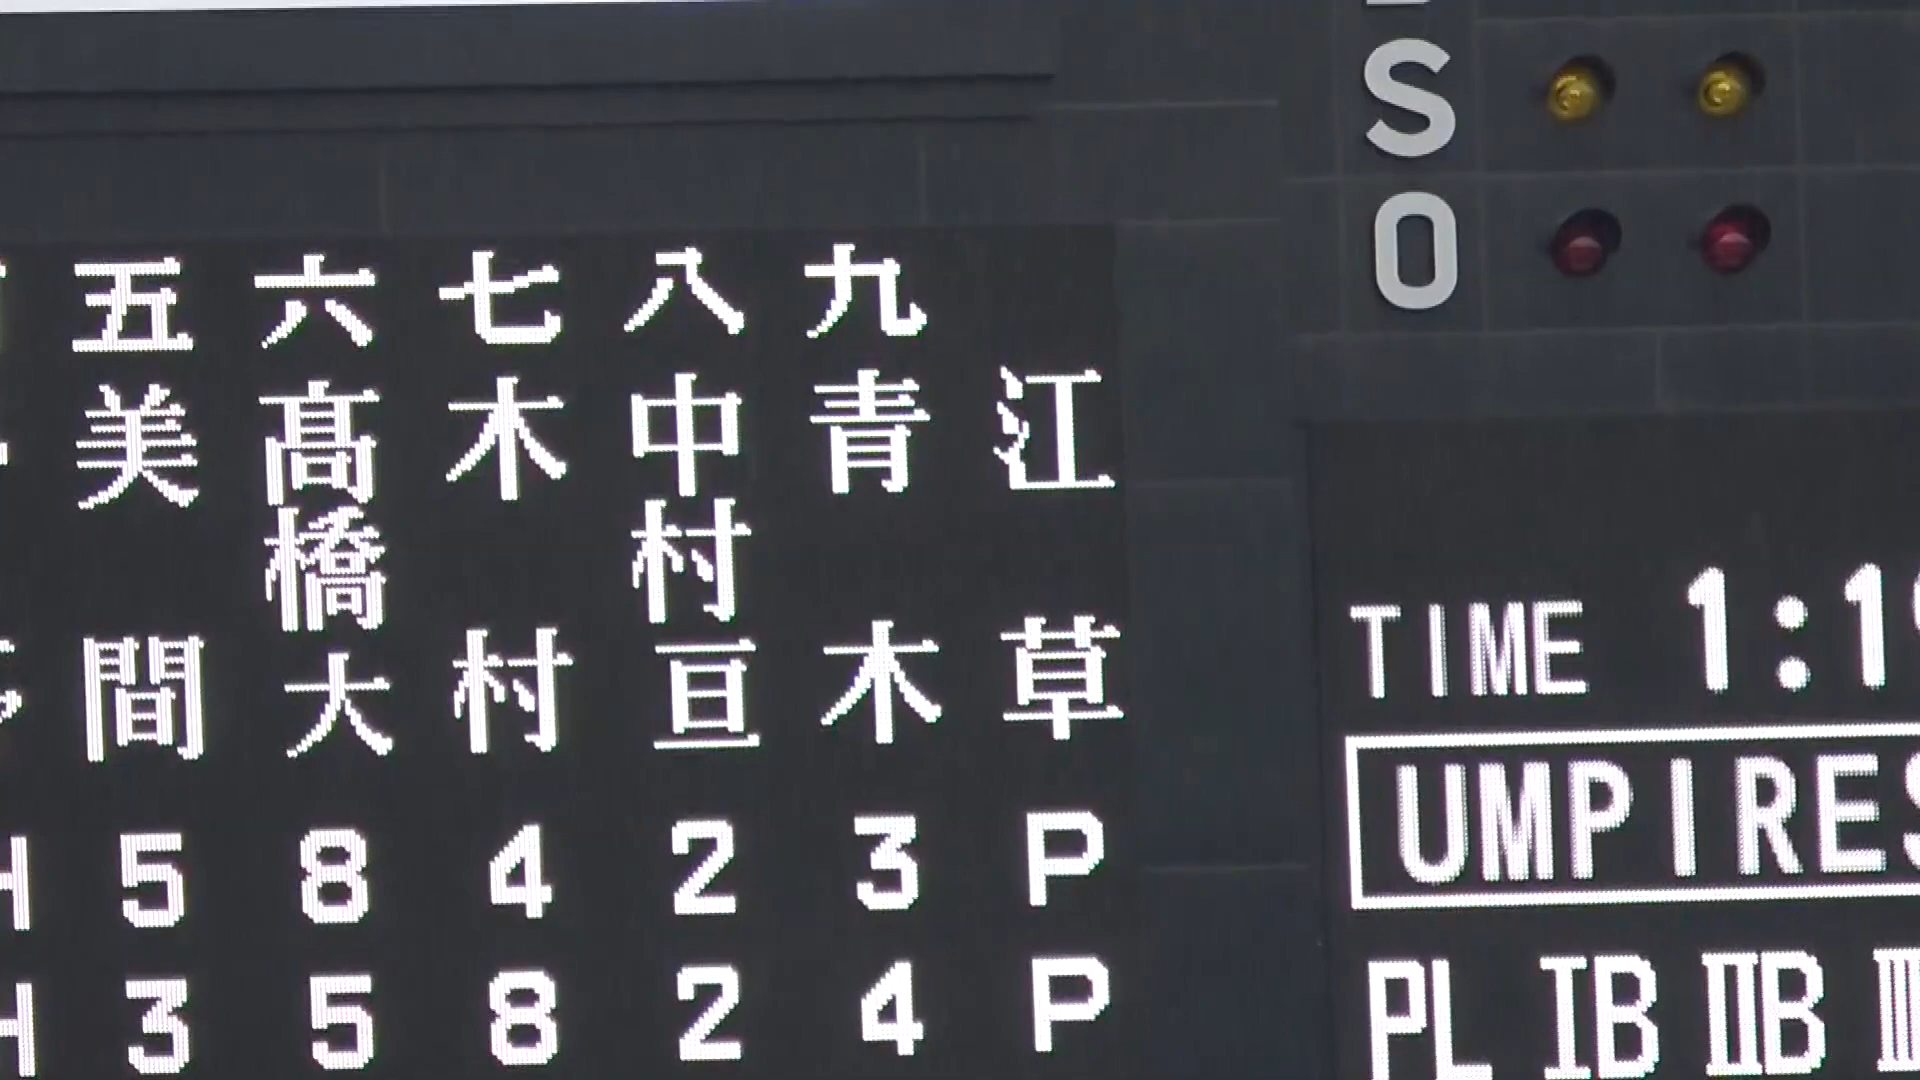 S
O
五 六 七 八 九
美間 髙橋大 木村 中村亘 青木 江草
5 8 4 2 3 P
3 5 8 2 4 P
TIME 1:1
UMPIRES
PL ⅠB ⅡB